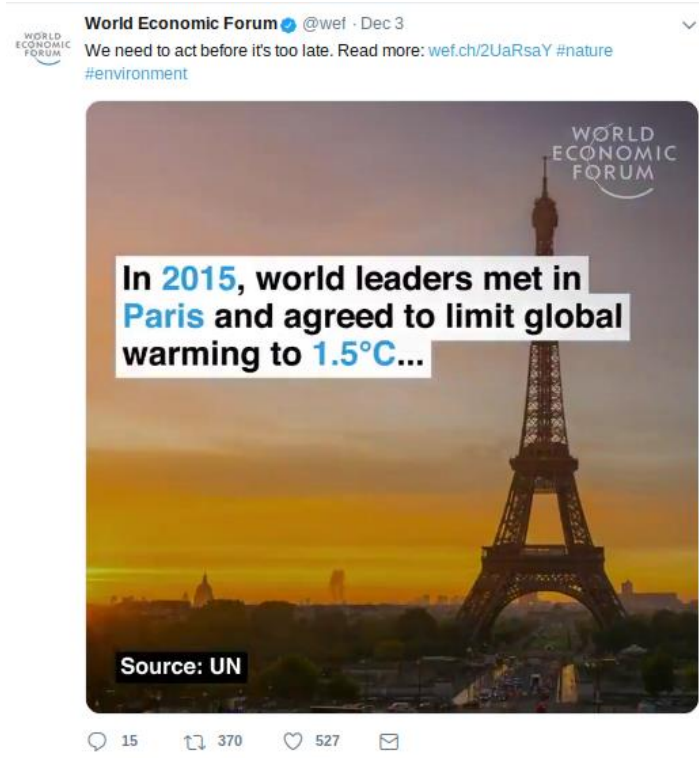 WORLD
ECONOMIC
FORUM
World Economic Forum @wef · Dec 3
We need to act before it's too late. Read more: wef.ch/2UaRsaY #nature
#environment
WORLD
ECONOMIC
FORUM
In 2015, world leaders met in
Paris and agreed to limit global
warming to 1.5°C...
Source: UN
15 370 527